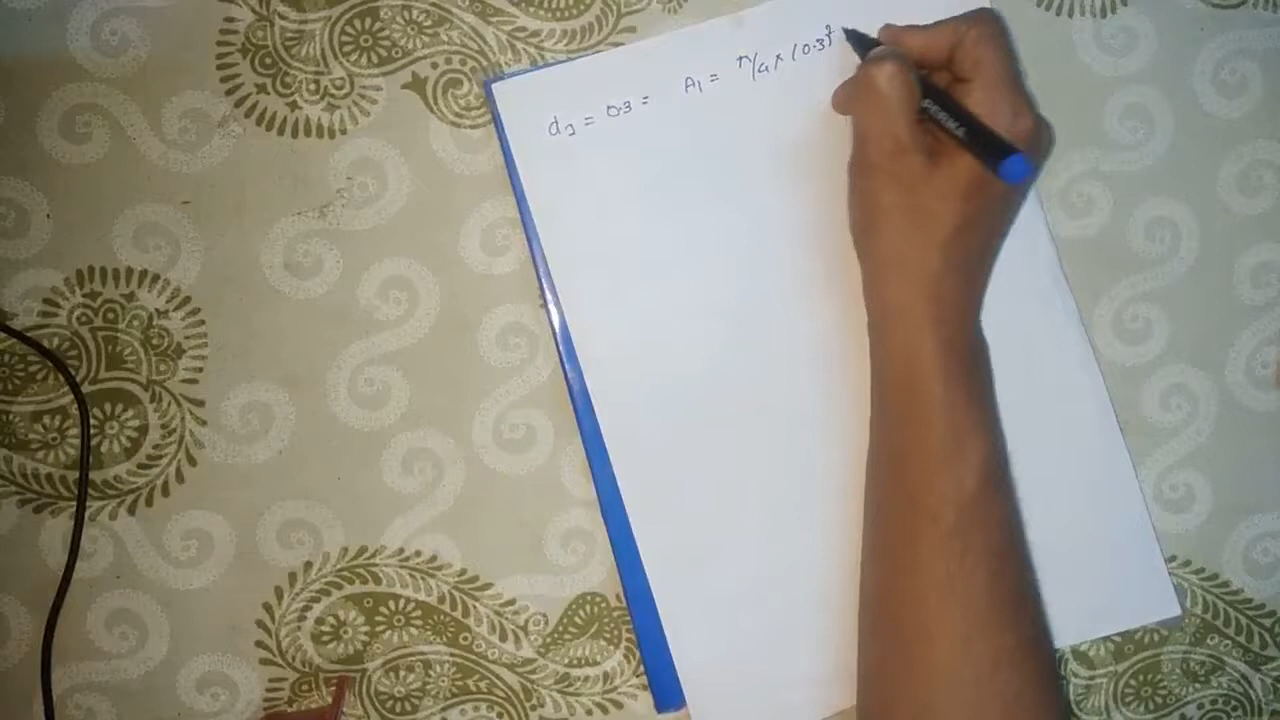 d₁ = 0.3 = A₁ = π/4 × (0.3)²